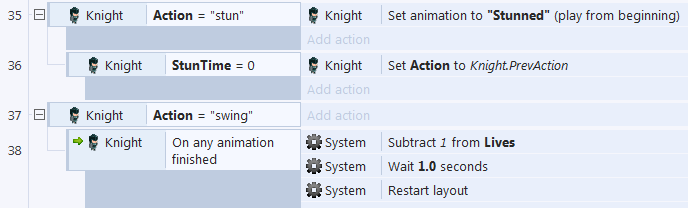 35 Knight Action = "stun" Knight Set animation to "Stunned" (play from beginning)
Add action
36 Knight StunTime = 0 Knight Set Action to Knight.PrevAction
Add action
37 Knight Action = "swing" Add action
38 Knight On any animation finished System Subtract 1 from Lives
System Wait 1.0 seconds
System Restart layout